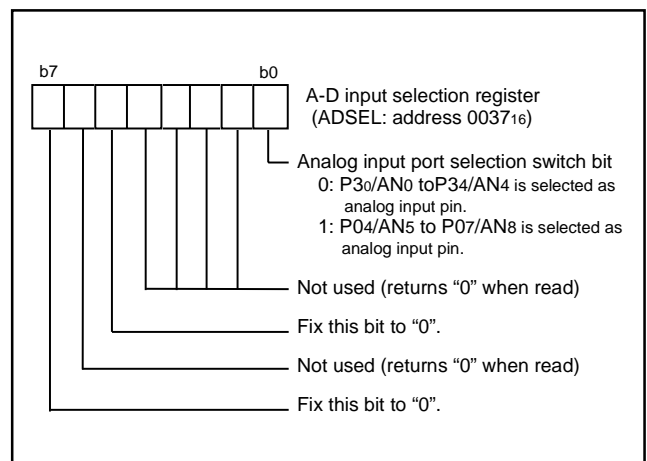 b7 b0
A-D input selection register
(ADSEL: address 003716)
Analog input port selection switch bit
0: P30/AN0 toP34/AN4 is selected as
analog input pin.
1: P04/AN5 to P07/AN8 is selected as
analog input pin.
Not used (returns “0” when read)
Fix this bit to “0”.
Not used (returns “0” when read)
Fix this bit to “0”.